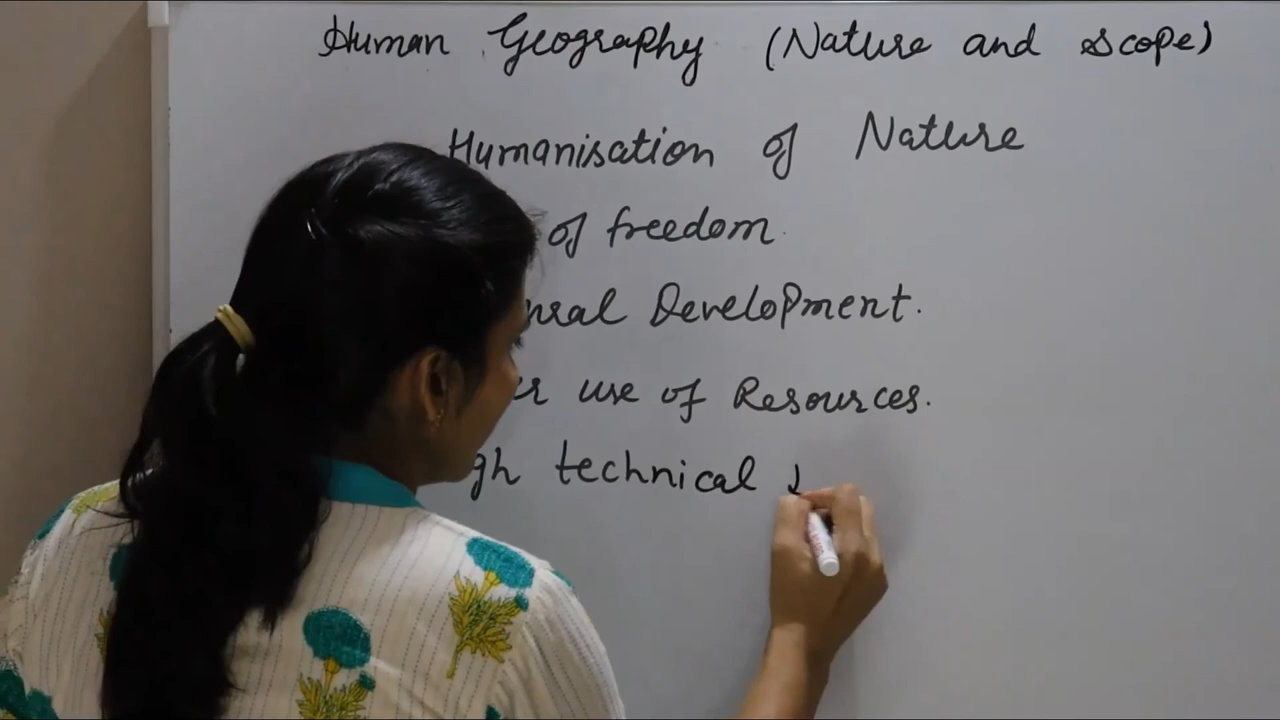 Human Geography (Nature and Scope)
Humanisation of Nature
of freedom.
Development.
use of Resources.
technical